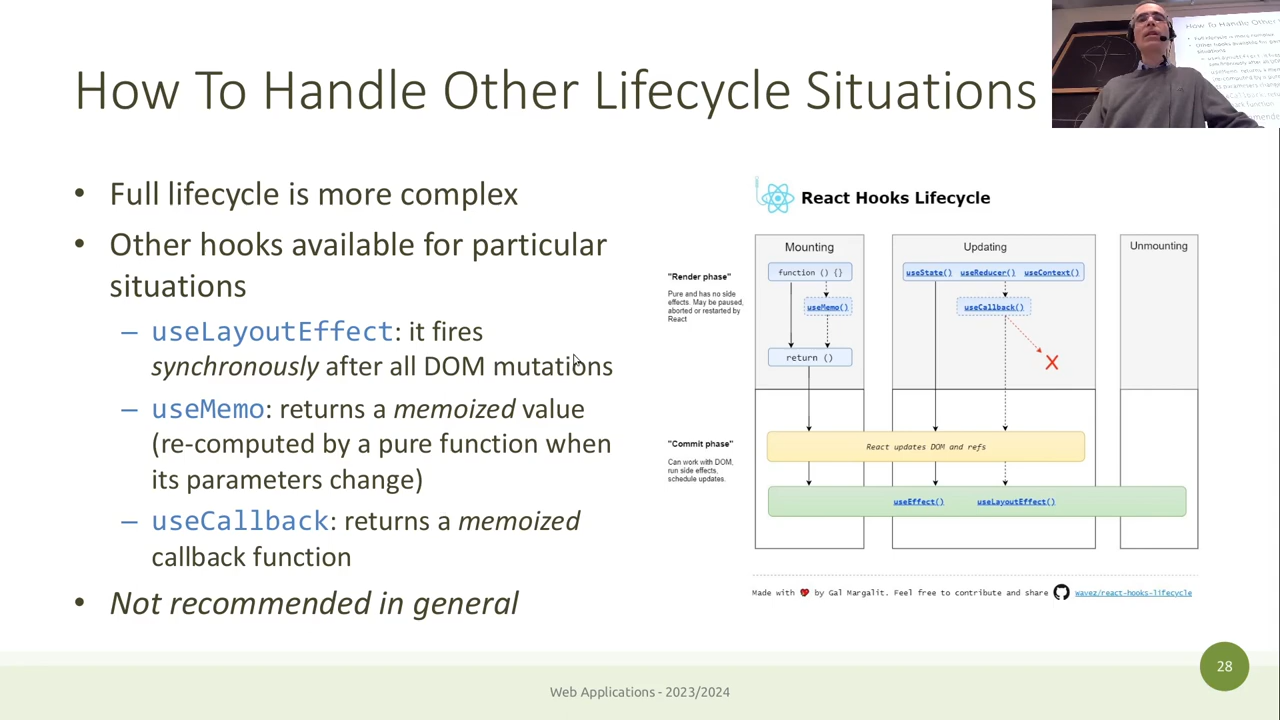 How To Handle Other Lifecycle Situations
• Full lifecycle is more complex
• Other hooks available for particular
situations
– useLayoutEffect: it fires
synchronously after all DOM mutations
– useMemo: returns a memoized value
(re-computed by a pure function when
its parameters change)
– useCallback: returns a memoized
callback function
• Not recommended in general
React Hooks Lifecycle
Mounting
Updating
Unmounting
"Render phase"
Pure and has no side
effects. May be paused,
aborted or restarted by
React
function () {}
useMemo()
return ()
useState() useReducer() useContext()
useCallback()
X
"Commit phase"
Can work with DOM,
run side effects,
schedule updates.
React updates DOM and refs
useEffect() useLayoutEffect()
Made with ❤ by Gal Margalit. Feel free to contribute and share wavez/react-hooks-lifecycle
28
Web Applications - 2023/2024
How To Handle Other